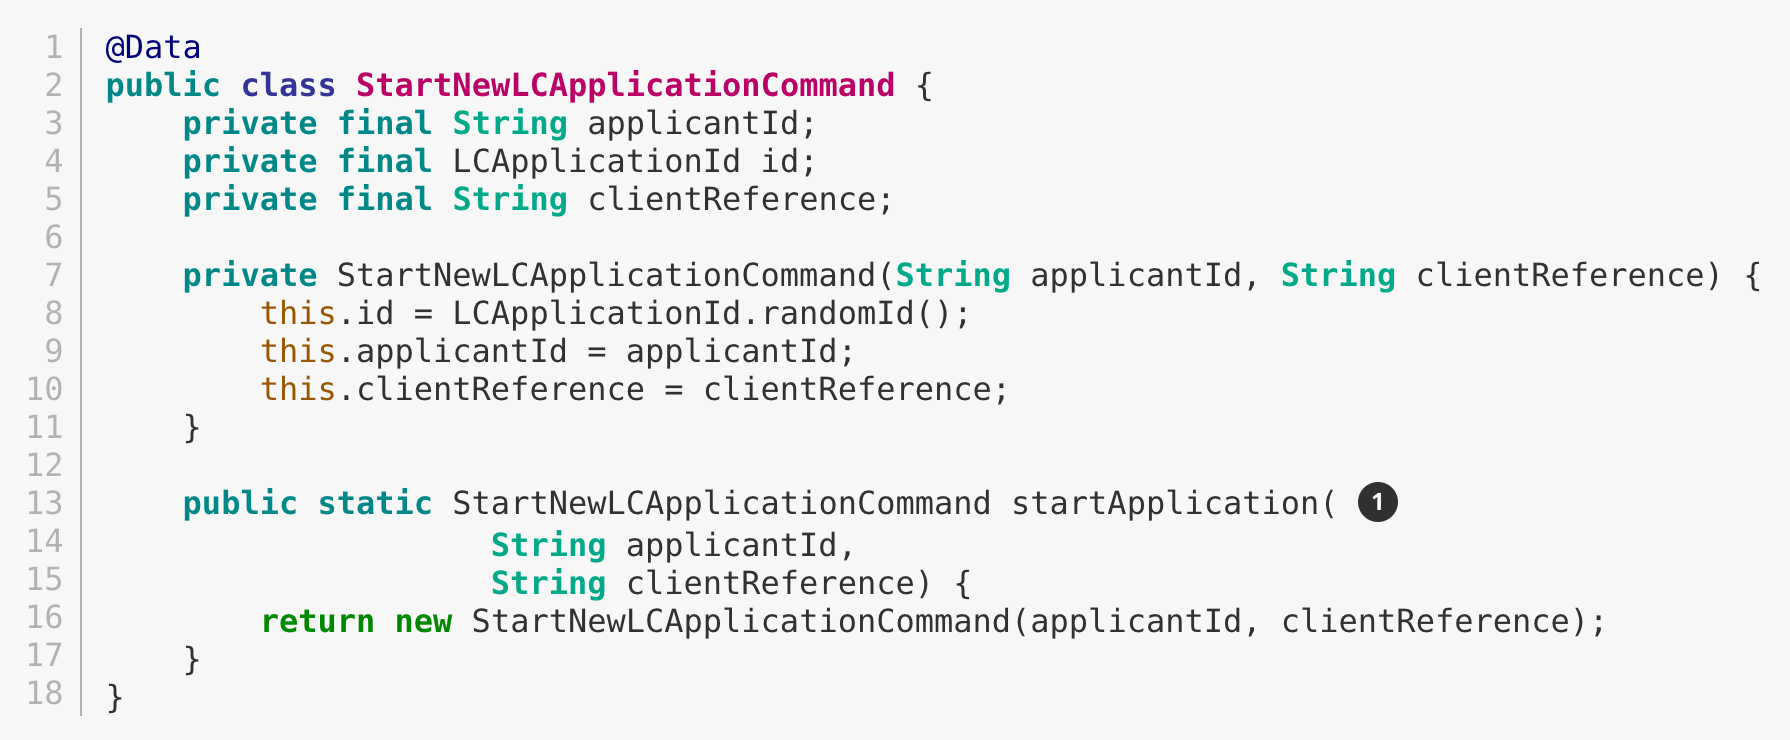 1 @Data
2 public class StartNewLCApplicationCommand {
3     private final String applicantId;
4     private final LCApplicationId id;
5     private final String clientReference;
6
7     private StartNewLCApplicationCommand(String applicantId, String clientReference) {
8         this.id = LCApplicationId.randomId();
9         this.applicantId = applicantId;
10         this.clientReference = clientReference;
11     }
12
13     public static StartNewLCApplicationCommand startApplication( 1
14                     String applicantId,
15                     String clientReference) {
16         return new StartNewLCApplicationCommand(applicantId, clientReference);
17     }
18 }